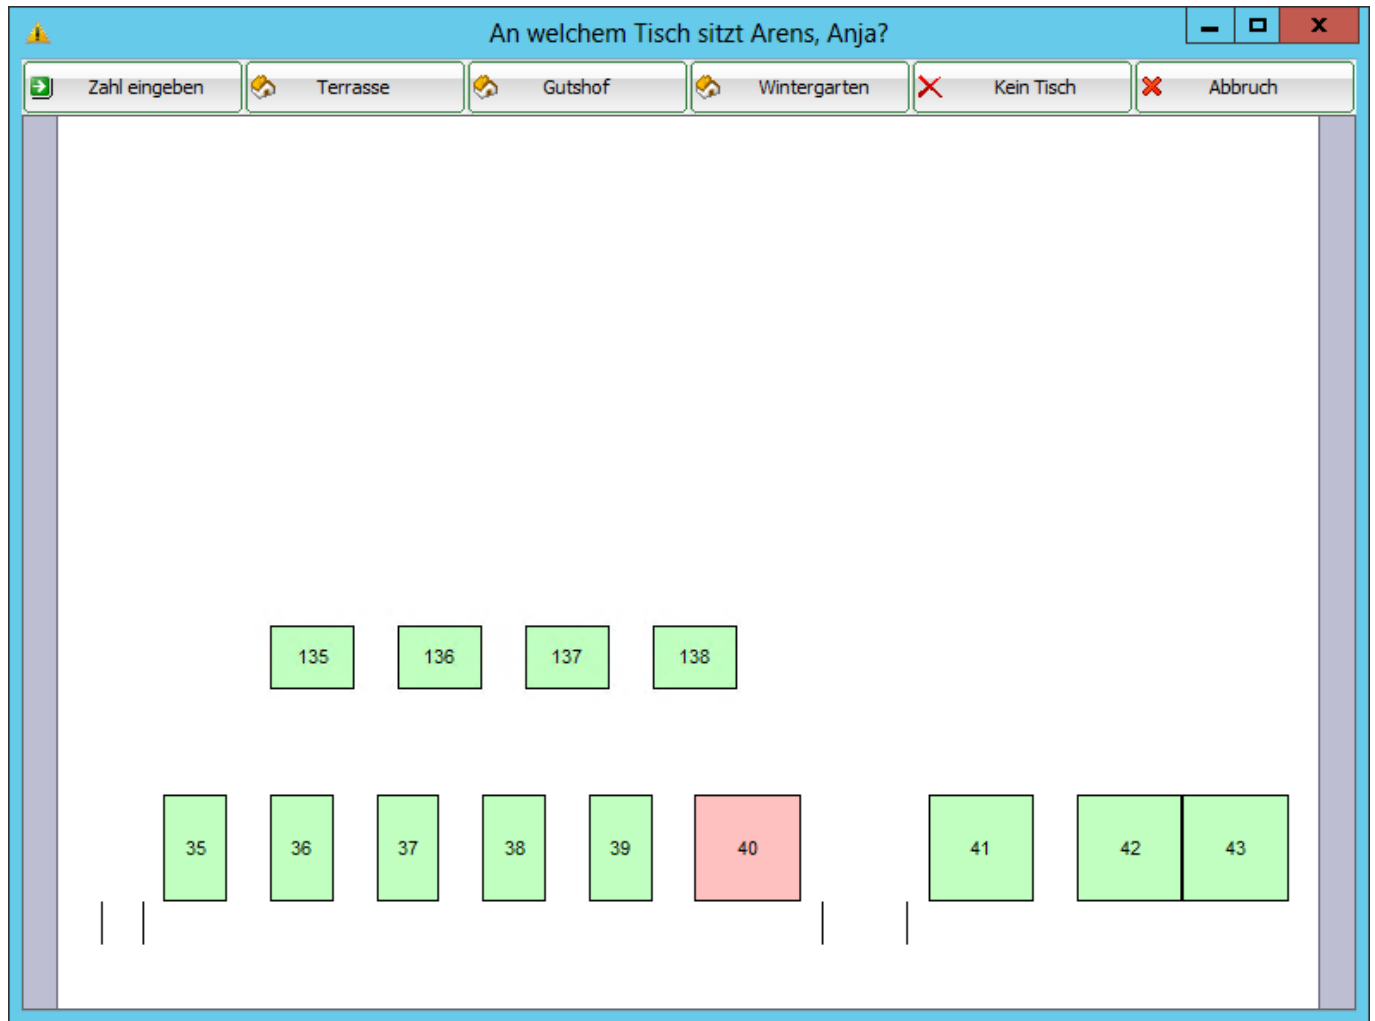 An welchem Tisch sitzt Arens, Anja?
Zahl eingeben Terrasse Gutshof Wintergarten Kein Tisch Abbruch
135 136 137 138
35 36 37 38 39 40 41 42 43